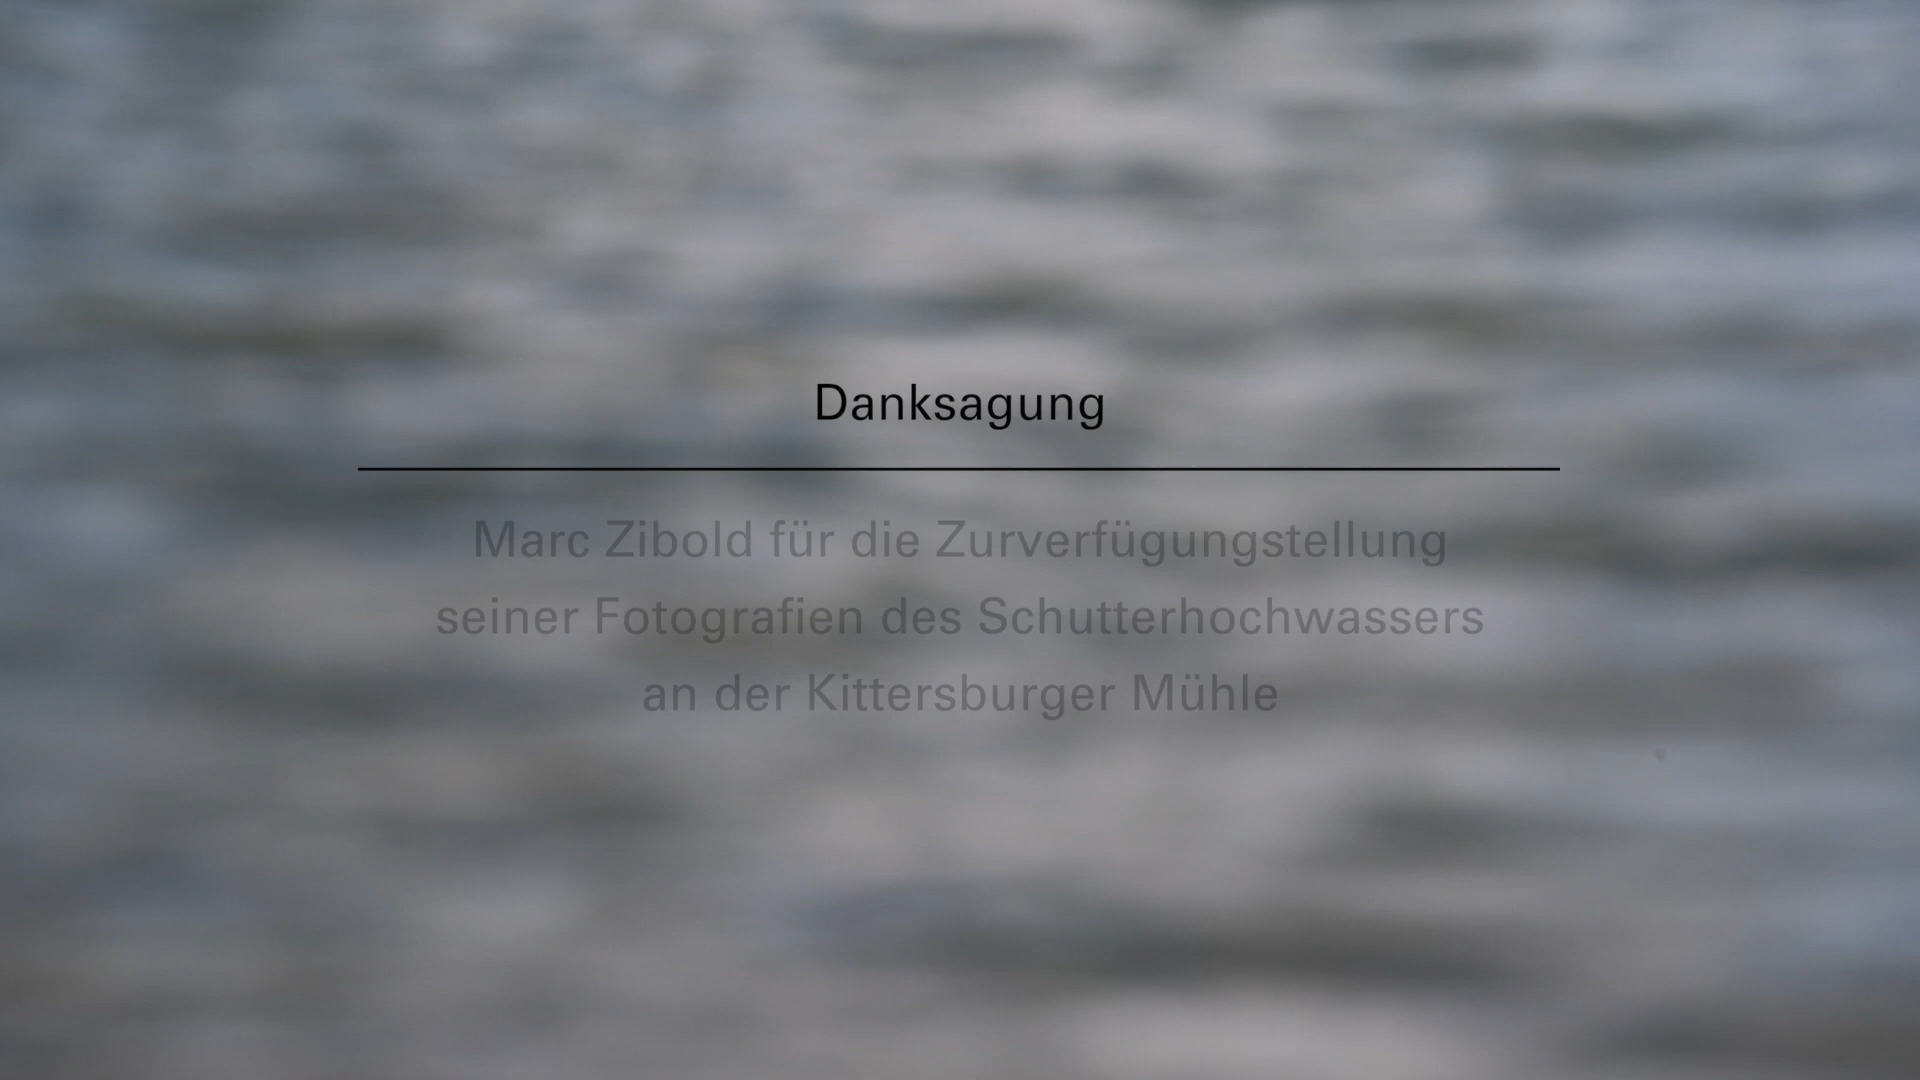 Danksagung
Marc Zibold für die Zurverfügungstellung
seiner Fotografien des Schutterhochwassers
an der Kittersburger Mühle